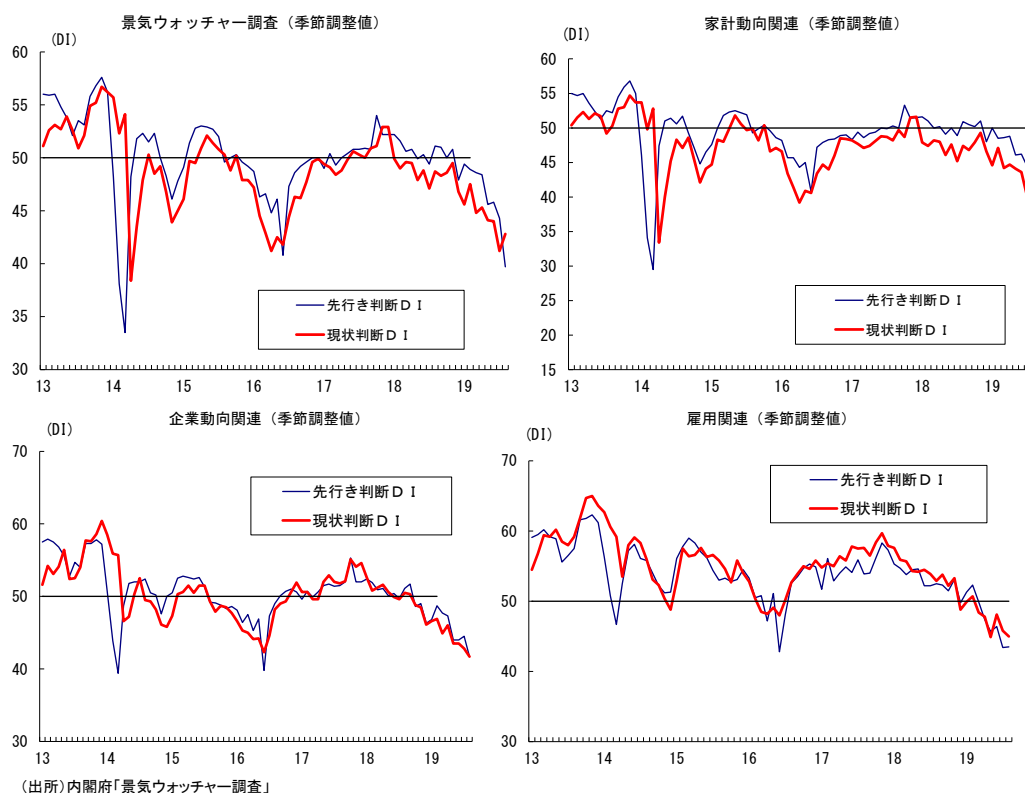 景気ウォッチャー調査（季節調整値）
(DI)
60
55
50
45
40
35
30
13 14 15 16 17 18 19
先行き判断ＤＩ
現状判断ＤＩ
家計動向関連（季節調整値）
(DI)
60
55
50
45
40
35
30
25
20
15
13 14 15 16 17 18 19
先行き判断ＤＩ
現状判断ＤＩ
企業動向関連（季節調整値）
(DI)
70
60
50
40
30
13 14 15 16 17 18 19
先行き判断ＤＩ
現状判断ＤＩ
雇用関連（季節調整値）
(DI)
70
60
50
40
30
13 14 15 16 17 18 19
先行き判断ＤＩ
現状判断ＤＩ
（出所）内閣府「景気ウォッチャー調査」